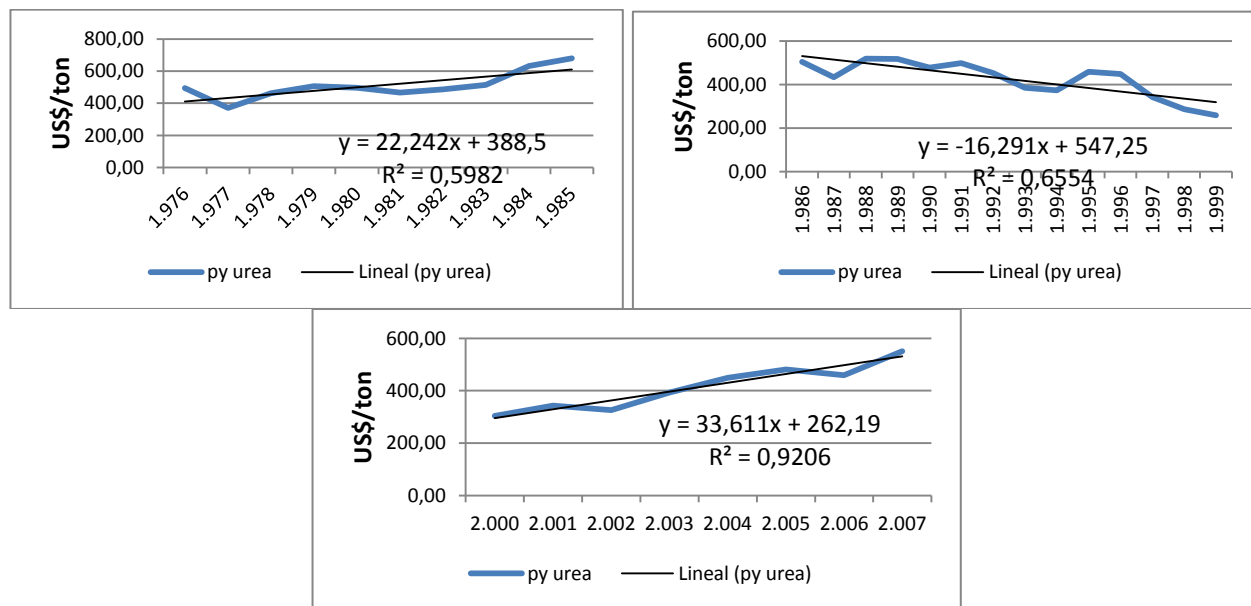 US$/ton
800,00
600,00
400,00
200,00
0,00
y = 22,242x + 388,5
R² = 0,5982
1.976 1.977 1.978 1.979 1.980 1.981 1.982 1.983 1.984 1.985
py urea Lineal (py urea)
US$/ton
600,00
400,00
200,00
0,00
y = -16,291x + 547,25
R² = 0,6554
1.986 1.987 1.988 1.989 1.990 1.991 1.992 1.993 1.994 1.995 1.996 1.997 1.998 1.999
py urea Lineal (py urea)
US$/ton
600,00
400,00
200,00
0,00
y = 33,611x + 262,19
R² = 0,9206
2.000 2.001 2.002 2.003 2.004 2.005 2.006 2.007
py urea Lineal (py urea)